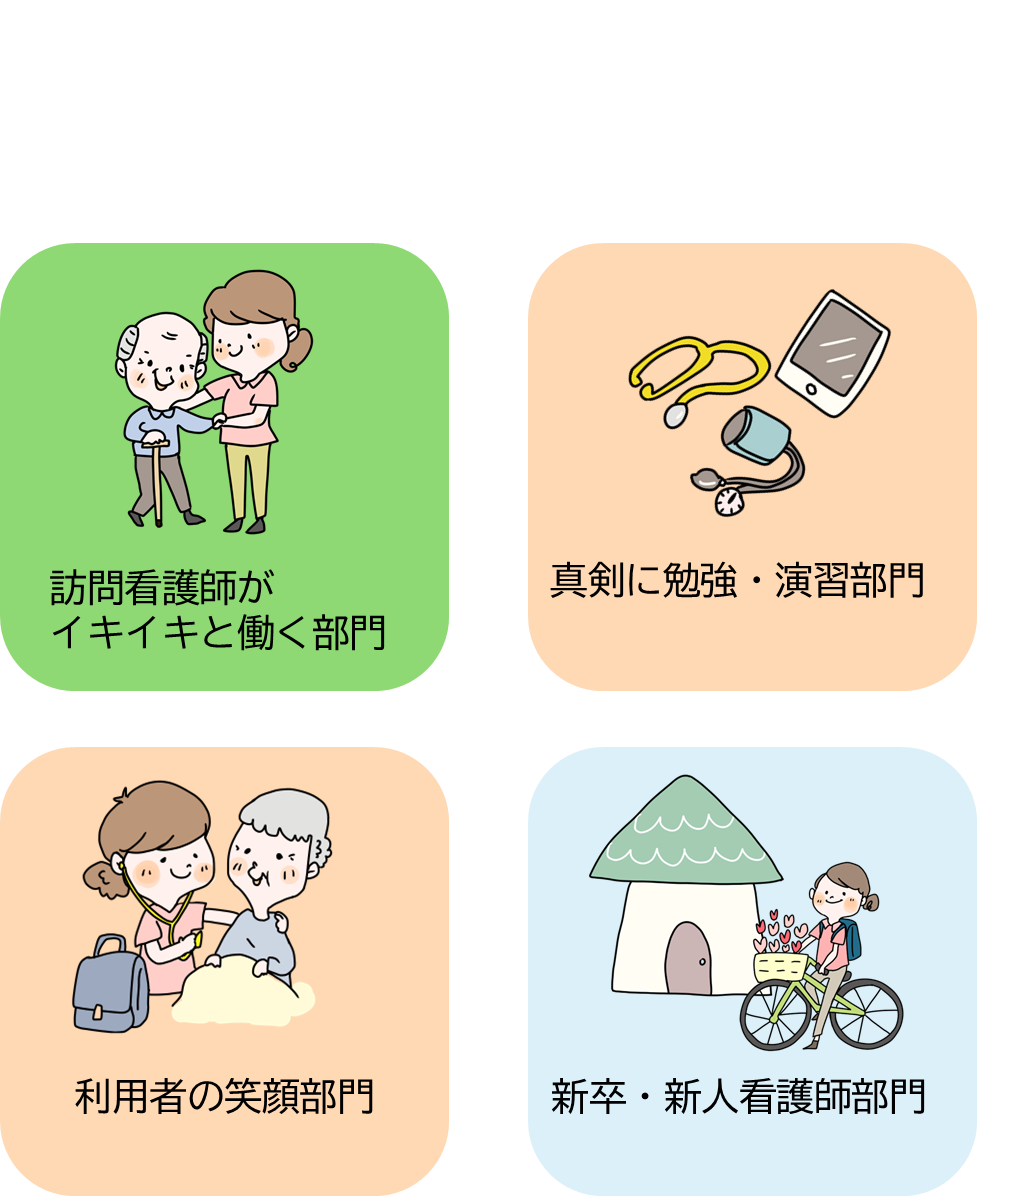 訪問看護師が
イキイキと働く部門
真剣に勉強・演習部門
利用者の笑顔部門
新卒・新人看護師部門